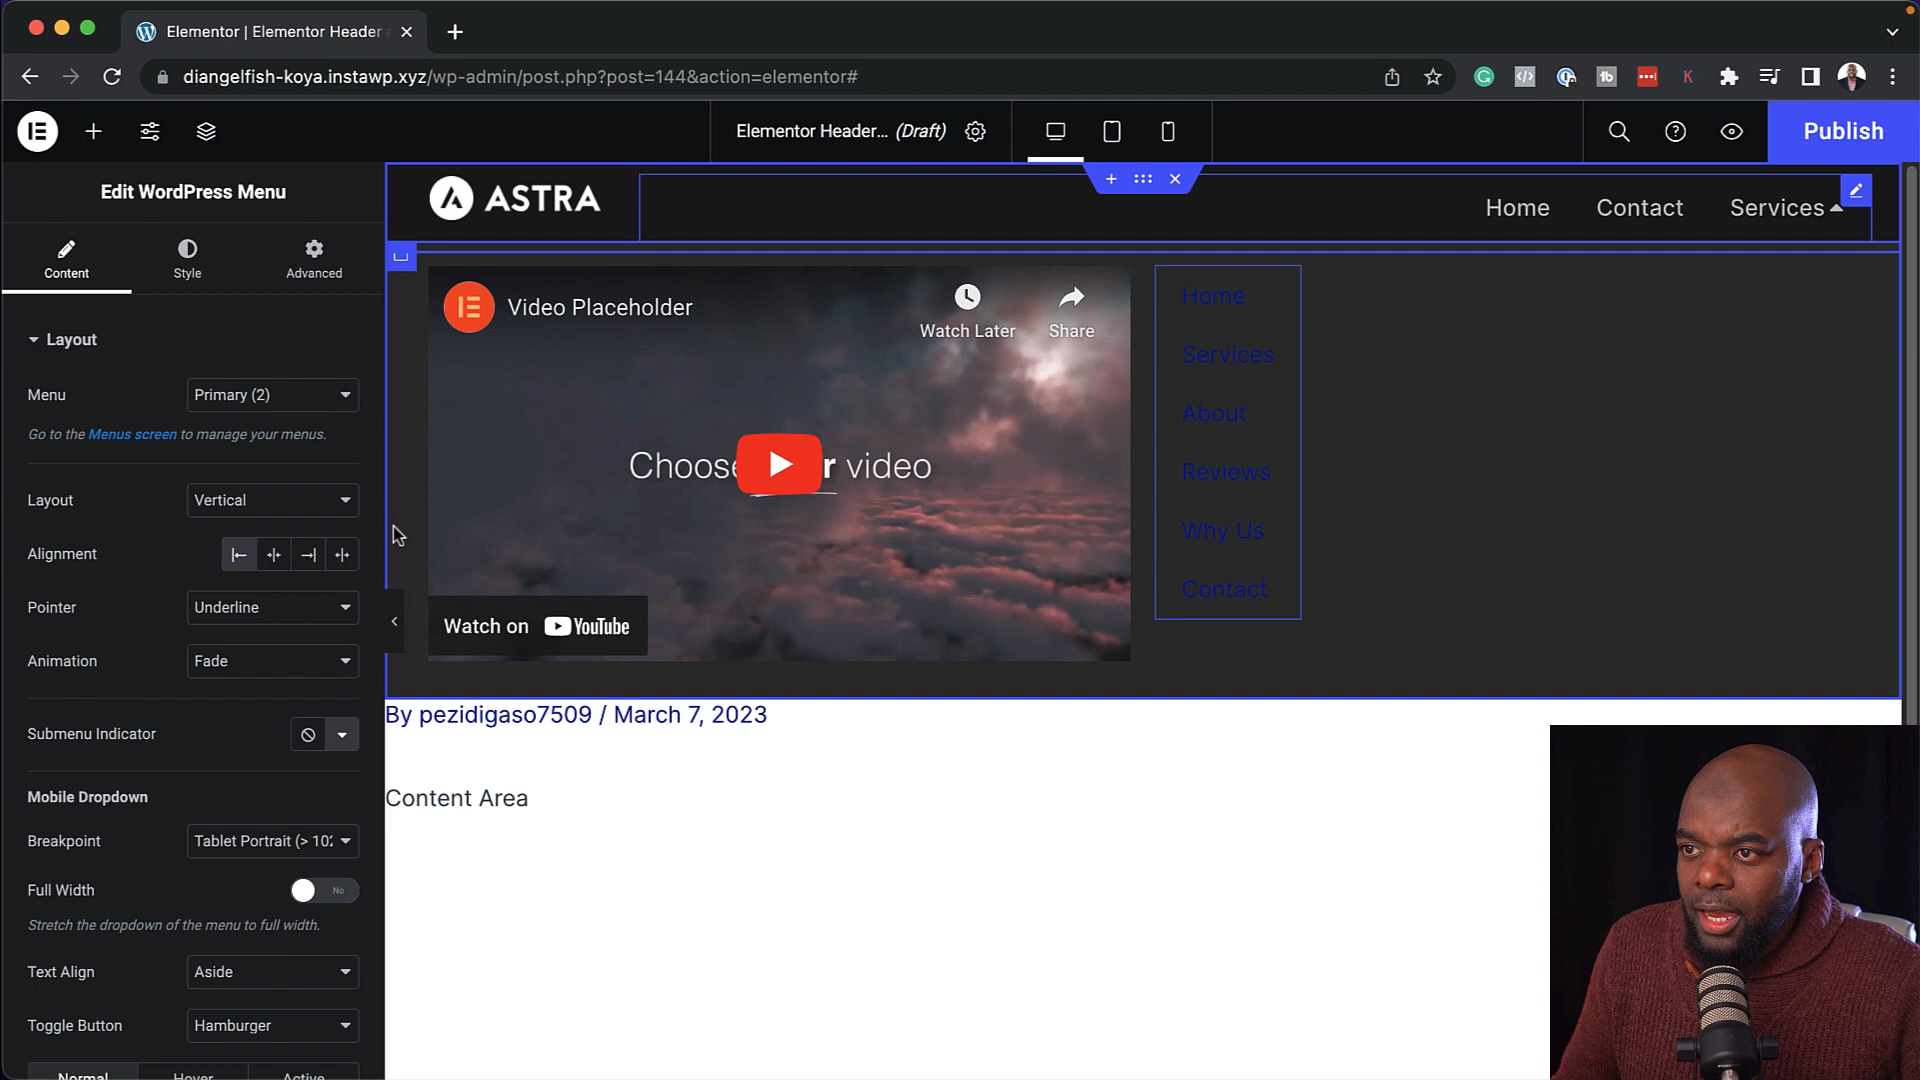 Elementor | Elementor Header
diangelfish-koya.instawp.xyz/wp-admin/post.php?post=144&action=elementor#
Elementor Header... (Draft)
Publish
Edit WordPress Menu
Content
Style
Advanced
Layout
Menu
Primary (2)
Go to the Menus screen to manage your menus.
Layout
Vertical
Alignment
Pointer
Underline
Animation
Fade
Submenu Indicator
Mobile Dropdown
Breakpoint
Tablet Portrait (> 102
Full Width
No
Stretch the dropdown of the menu to full width.
Text Align
Aside
Toggle Button
Hamburger
Normal
Hover
Active
ASTRA
Home
Contact
Services
Video Placeholder
Watch Later
Share
Choose
r video
Watch on YouTube
Home
Services
About
Reviews
Why Us
Contact
By pezidigaso7509 / March 7, 2023
Content Area